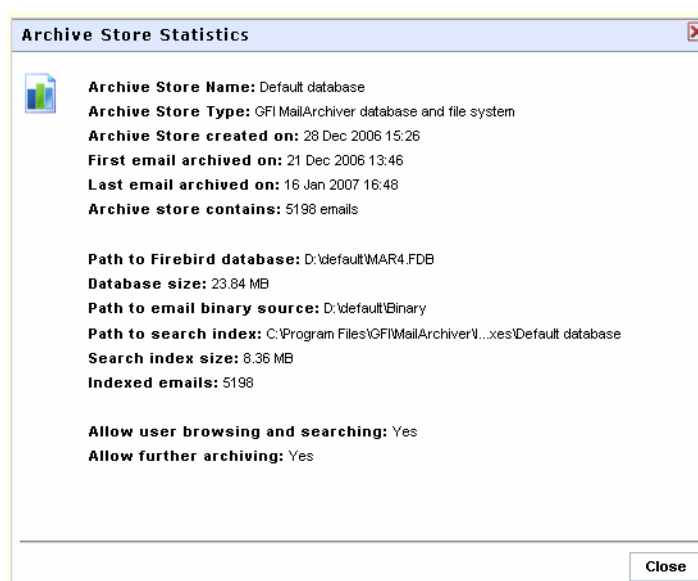 Archive Store Statistics
Archive Store Name: Default database
Archive Store Type: GFI MailArchiver database and file system
Archive Store created on: 28 Dec 2006 15:26
First email archived on: 21 Dec 2006 13:46
Last email archived on: 16 Jan 2007 16:48
Archive store contains: 5198 emails
Path to Firebird database: D:\default\MAR4.FDB
Database size: 23.84 MB
Path to email binary source: D:\default\Binary
Path to search index: C:\Program Files\GFI\MailArchiver\I...xes\Default database
Search index size: 8.36 MB
Indexed emails: 5198
Allow user browsing and searching: Yes
Allow further archiving: Yes
Close